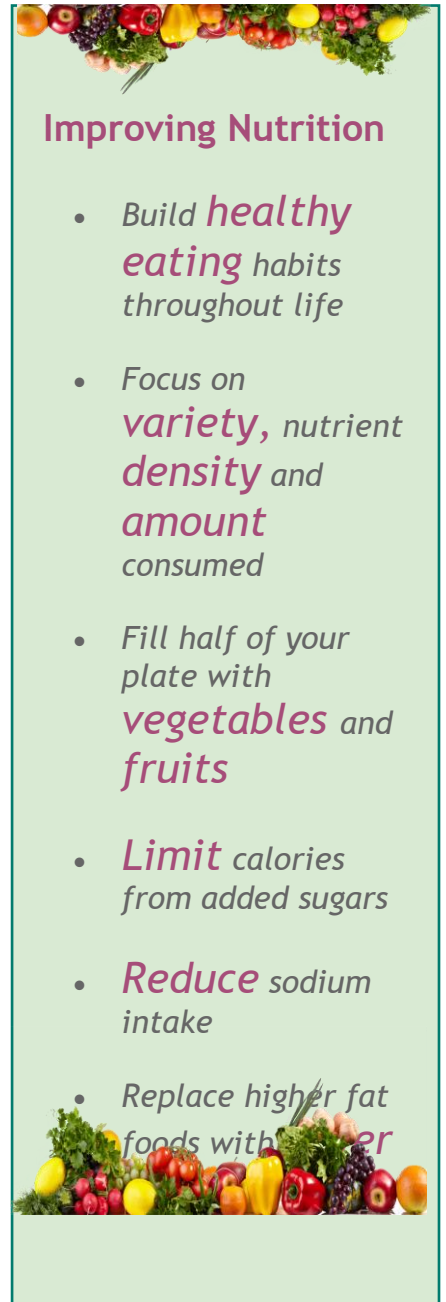 Improving Nutrition
• Build healthy
eating habits
throughout life
• Focus on
variety, nutrient
density and
amount
consumed
• Fill half of your
plate with
vegetables and
fruits
• Limit calories
from added sugars
• Reduce sodium
intake
• Replace higher fat
foods with